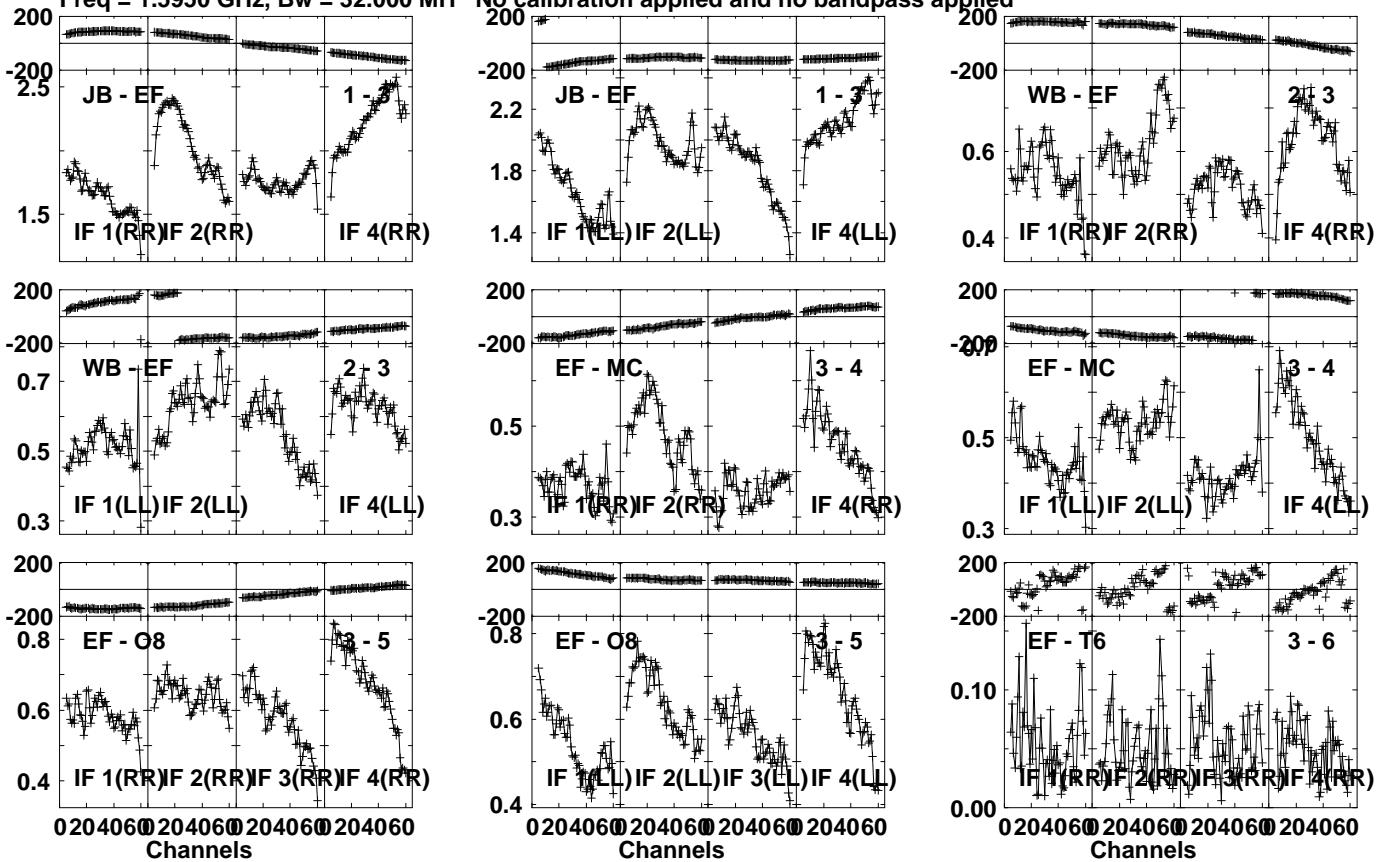 Freq = 1.5950 GHz, Bw = 32.000 MH No calibration applied and no bandpass applied
200
-200
2.5
1.5
JB - EF 1 - 3
IF 1(RR) IF 2(RR) IF 4(RR)
200
-200
2.2
1.8
1.4
JB - EF 1 - 3
IF 1(LL) IF 2(LL) IF 4(LL)
200
-200
0.6
0.4
WB - EF 2 - 3
IF 1(RR) IF 2(RR) IF 4(RR)
200
-200
0.7
0.5
0.3
WB - EF 2 - 3
IF 1(LL) IF 2(LL) IF 4(LL)
200
-200
0.5
0.3
EF - MC 3 - 4
IF 1(RR) IF 2(RR) IF 4(RR)
200
-200
0.7
0.5
0.3
EF - MC 3 - 4
IF 1(LL) IF 2(LL) IF 4(LL)
200
-200
0.8
0.6
0.4
EF - O8 3 - 5
IF 1(RR) IF 2(RR) IF 3(RR) IF 4(RR)
0 20 40 60 0 20 40 60 0 20 40 60 0 20 40 60
Channels
200
-200
0.8
0.6
0.4
EF - O8 3 - 5
IF 1(LL) IF 2(LL) IF 3(LL) IF 4(LL)
0 20 40 60 0 20 40 60 0 20 40 60 0 20 40 60
Channels
200
-200
0.10
0.00
EF - T6 3 - 6
IF 1(RR) IF 2(RR) IF 3(RR) IF 4(RR)
0 20 40 60 0 20 40 60 0 20 40 60 0 20 40 60
Channels